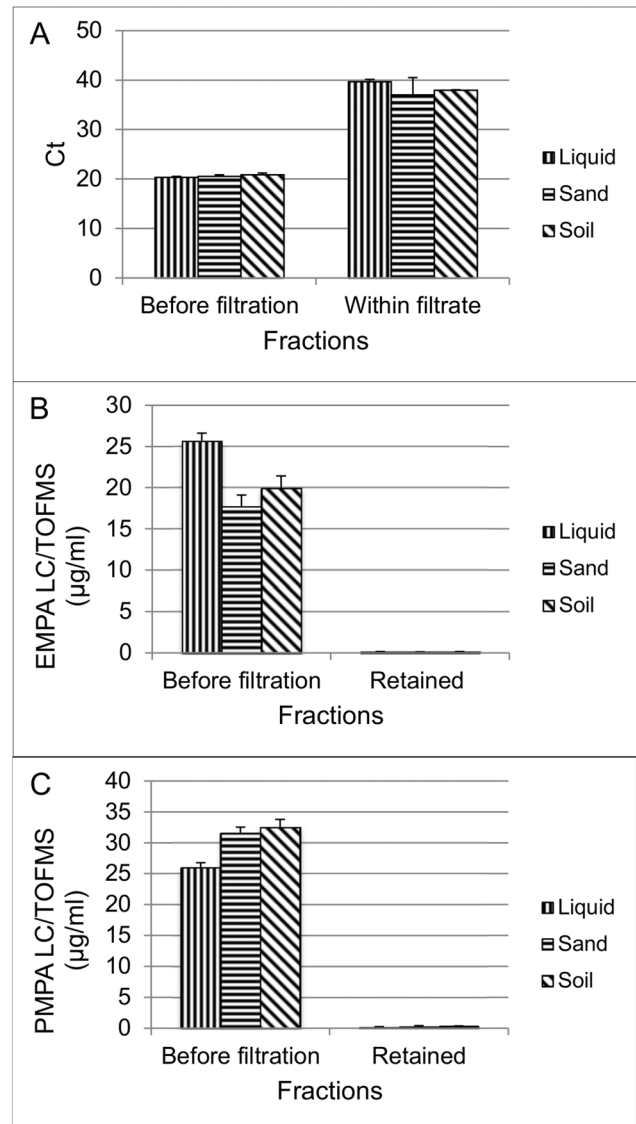 A
50
40
30
20
10
0
Ct
Before filtration
Within filtrate
Fractions
Liquid
Sand
Soil
B
30
25
20
15
10
5
0
EMPA LC/TOFMS
(µg/ml)
Before filtration
Retained
Fractions
Liquid
Sand
Soil
C
40
35
30
25
20
15
10
5
0
PMPA LC/TOFMS
(µg/ml)
Before filtration
Retained
Fractions
Liquid
Sand
Soil